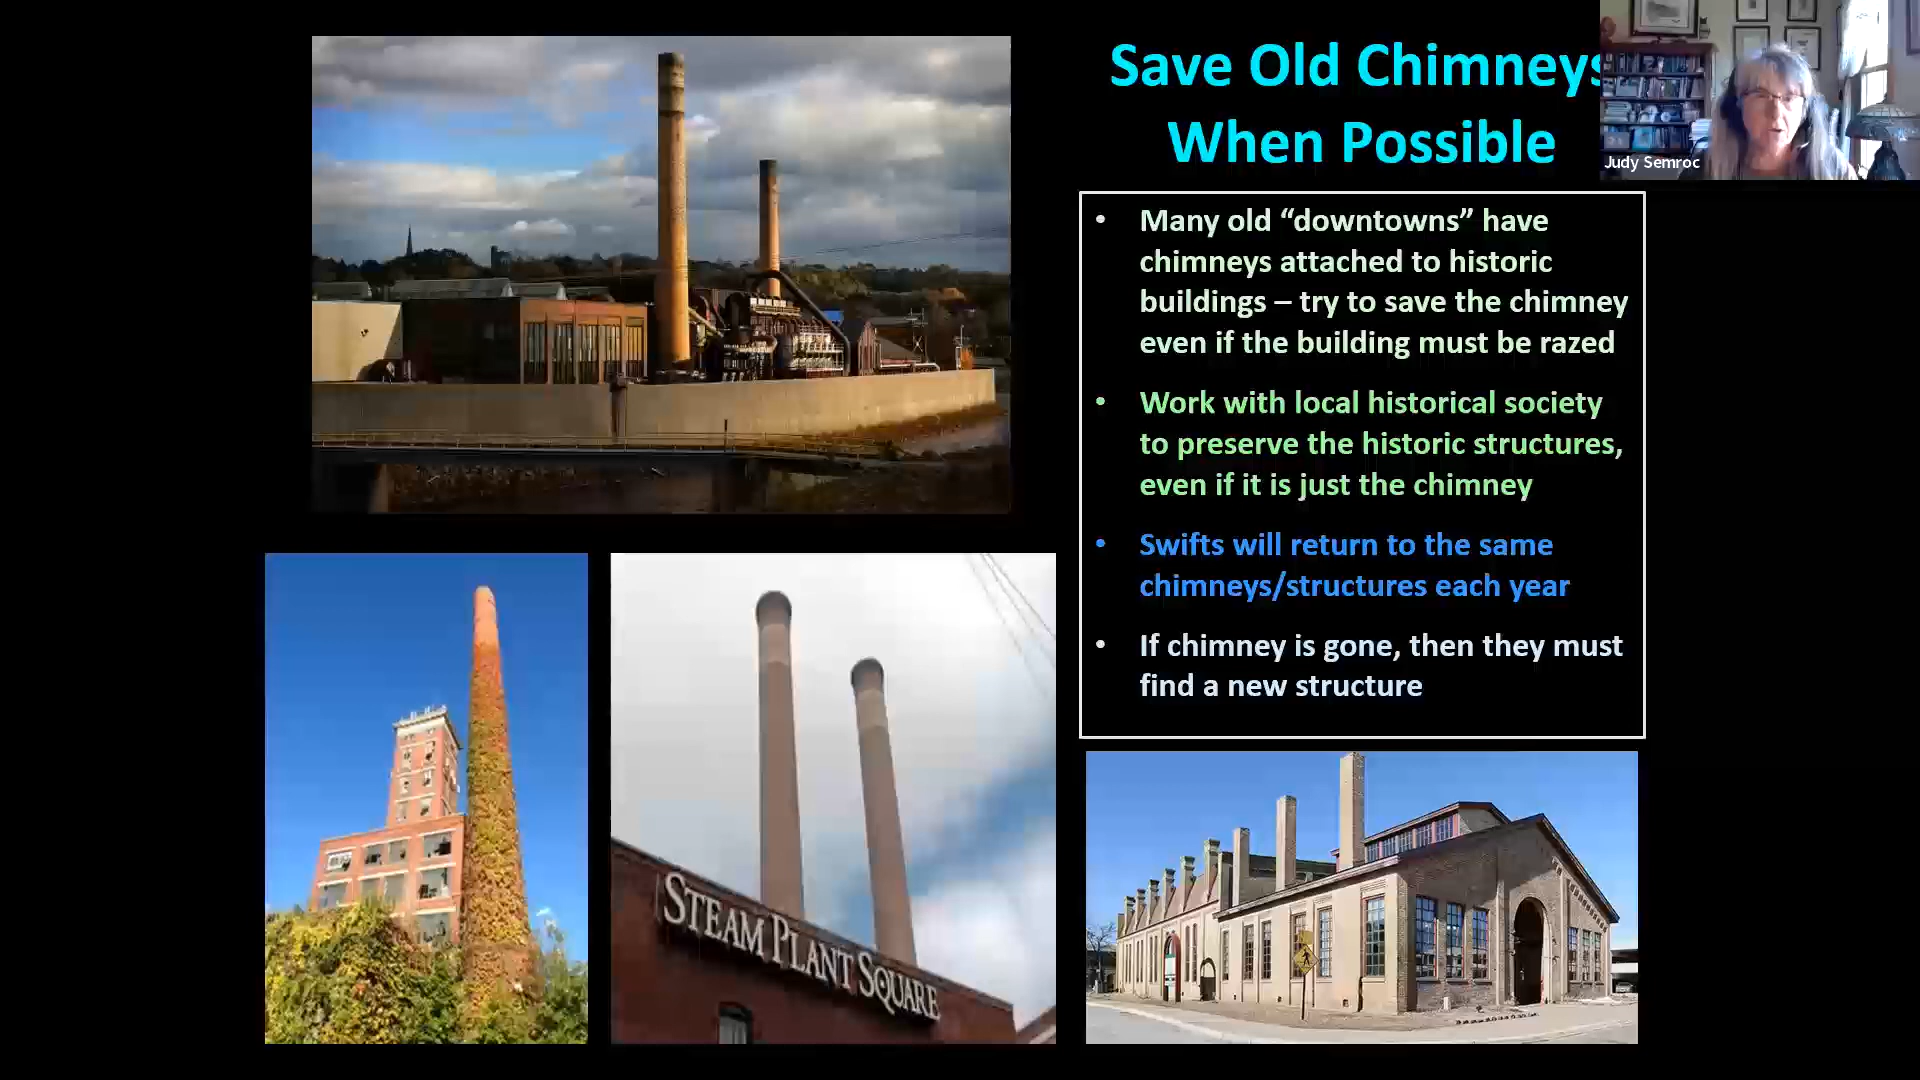 Save Old Chimneys
When Possible
Judy Semroc
• Many old “downtowns” have
chimneys attached to historic
buildings – try to save the chimney
even if the building must be razed
• Work with local historical society
to preserve the historic structures,
even if it is just the chimney
• Swifts will return to the same
chimneys/structures each year
• If chimney is gone, then they must
find a new structure
STEAM PLANT SQUARE